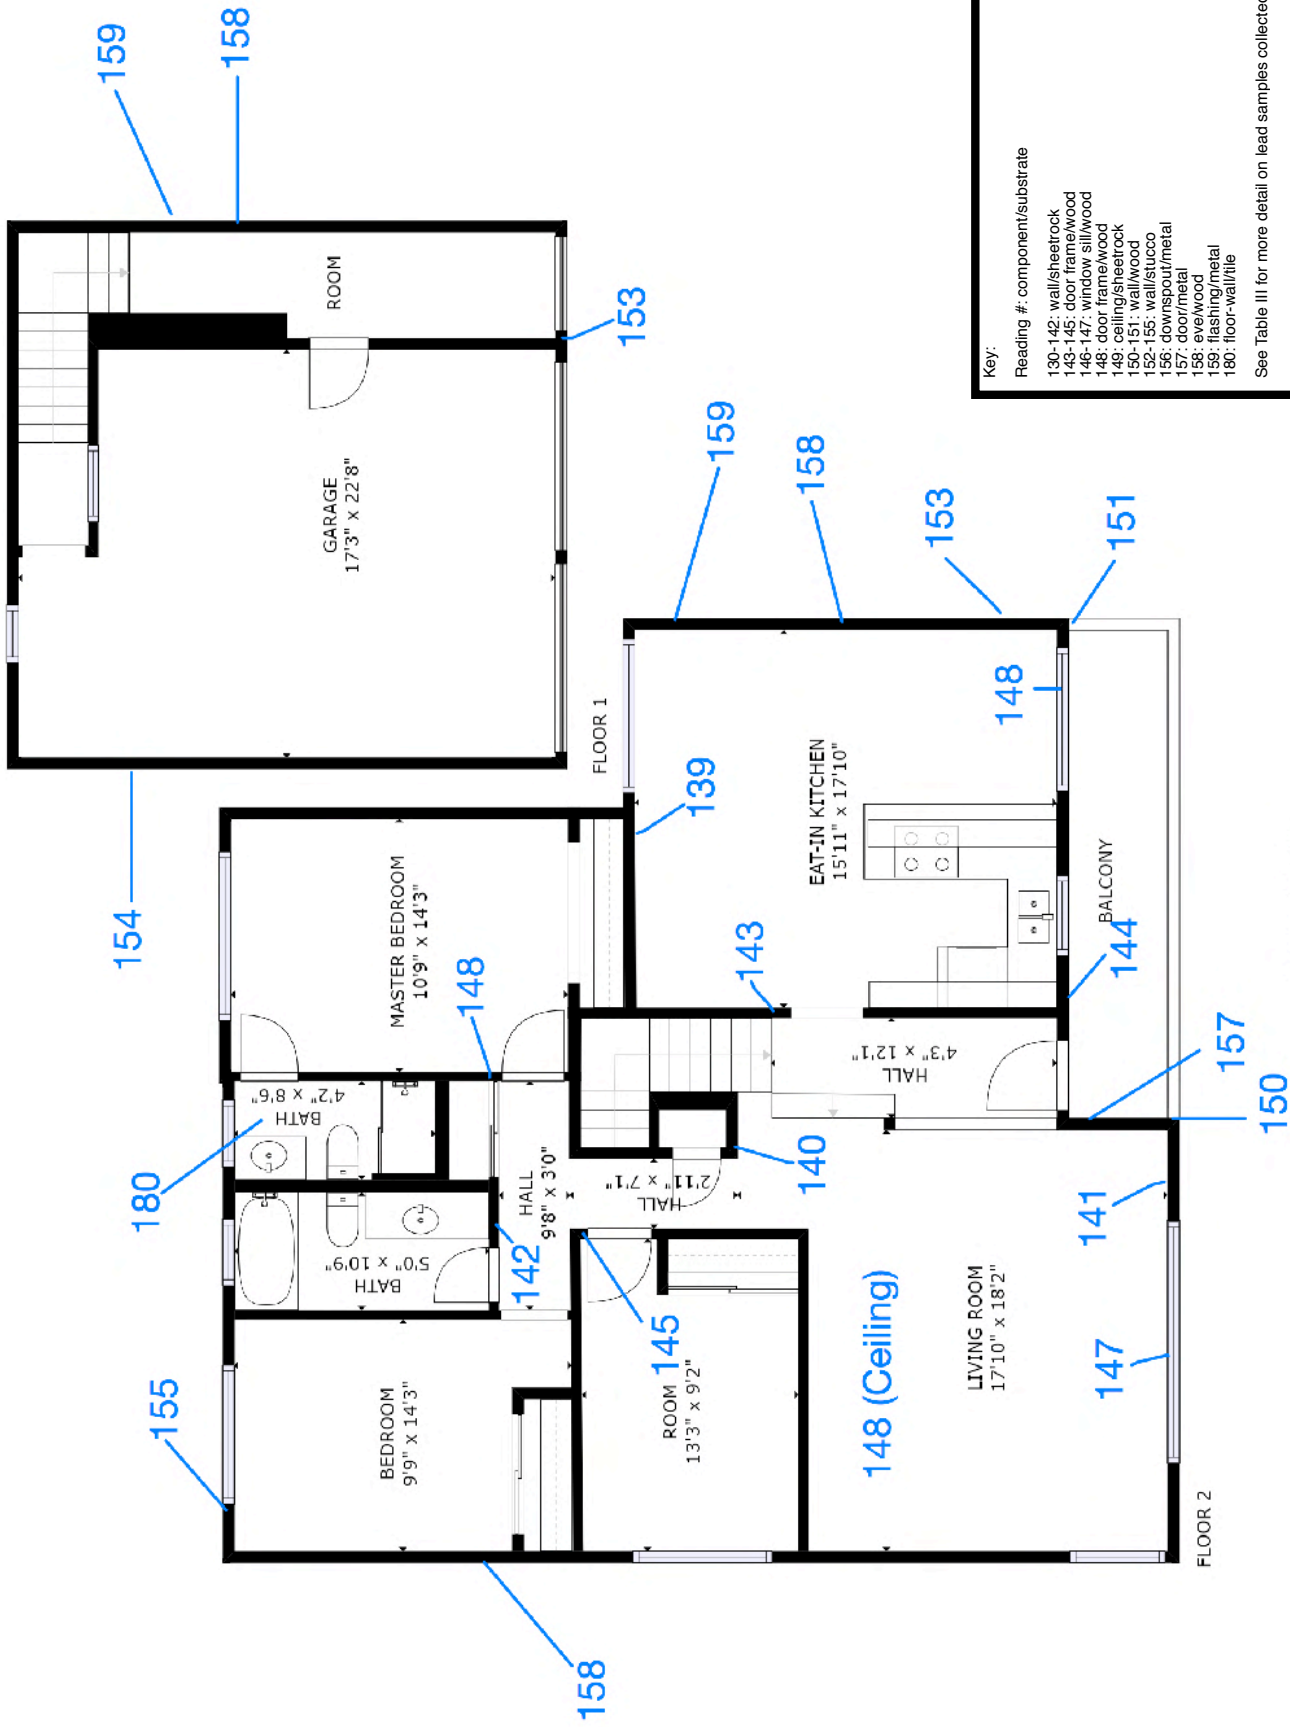 159
158
ROOM
GARAGE
17'3" x 22'8"
153
154
FLOOR 1
MASTER BEDROOM
10'9" x 14'3"
139
159
158
153
151
148
EAT-IN KITCHEN
15'11" x 17'10"
BALCONY
144
143
148
HALL
4'3" x 12'1"
157
150
180
BATH
4'2" x 8'6"
BATH
5'0" x 10'9"
HALL
9'8" x 3'0"
142
HALL
2'11" x 7'1"
140
141
155
BEDROOM
9'9" x 14'3"
145
ROOM
13'3" x 9'2"
148 (Ceiling)
LIVING ROOM
17'10" x 18'2"
147
158
FLOOR 2
Key:
Reading #: component/substrate
130-142: wall/sheetrock
143-145: door frame/wood
146-147: window sill/wood
148: door frame/wood
149: ceiling/sheetrock
150-151: wall/wood
152-155: wall/stucco
156: downspout/metal
157: door/metal
158: eve/wood
159: flashing/metal
180: floor-wall/tile
See Table III for more detail on lead samples collected